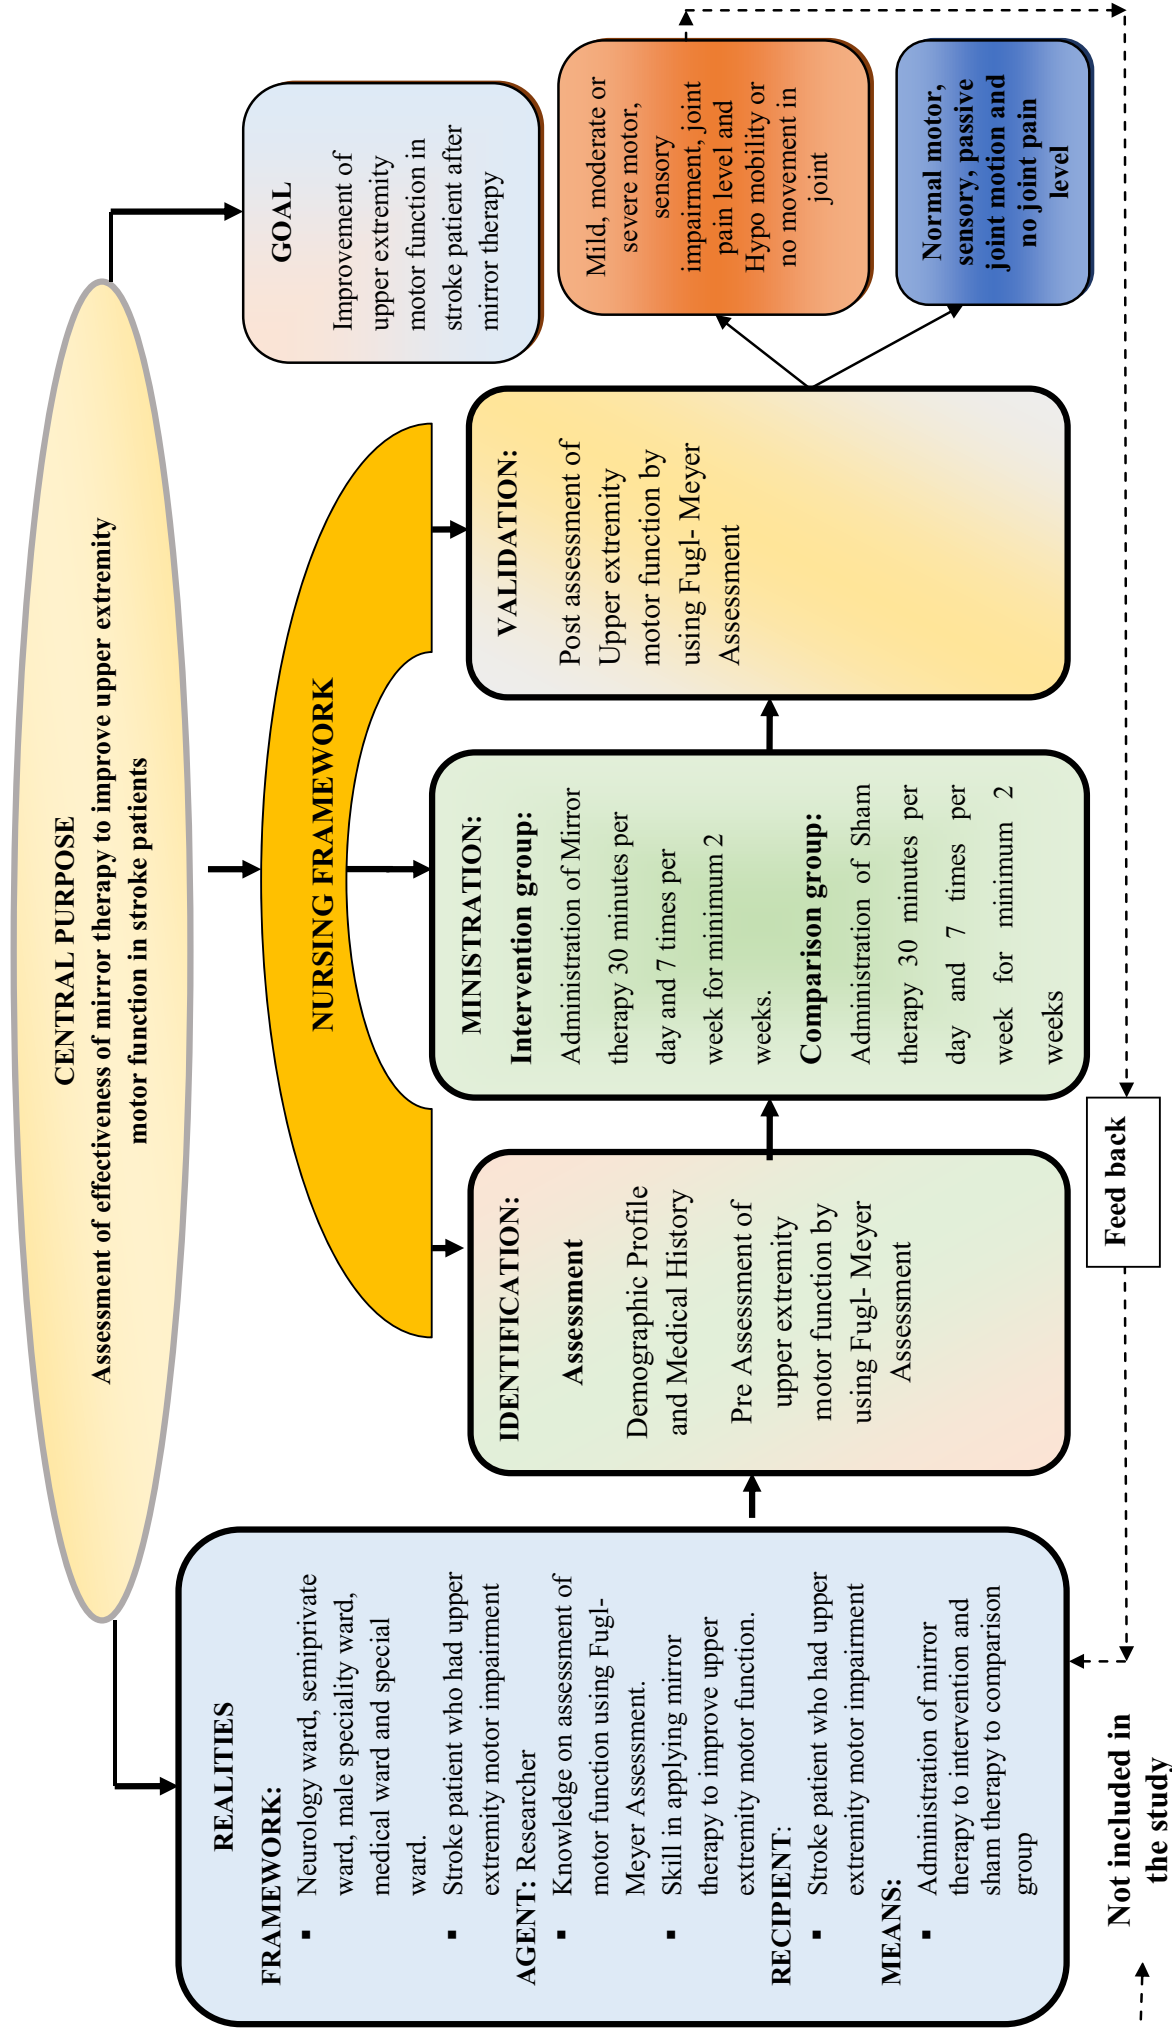 CENTRAL PURPOSE
Assessment of effectiveness of mirror therapy to improve upper extremity
motor function in stroke patients
NURSING FRAMEWORK
REALITIES
FRAMEWORK:
▪ Neurology ward, semiprivate
ward, male speciality ward,
medical ward and special
ward.
▪ Stroke patient who had upper
extremity motor impairment
AGENT: Researcher
▪ Knowledge on assessment of
motor function using Fugl-
Meyer Assessment.
▪ Skill in applying mirror
therapy to improve upper
extremity motor function.
RECIPIENT:
▪ Stroke patient who had upper
extremity motor impairment
MEANS:
▪ Administration of mirror
therapy to intervention and
sham therapy to comparison
group
IDENTIFICATION:
Assessment
Demographic Profile
and Medical History
Pre Assessment of
upper extremity
motor function by
using Fugl- Meyer
Assessment
MINISTRATION:
Intervention group:
Administration of Mirror
therapy 30 minutes per
day and 7 times per
week for minimum 2
weeks.
Comparison group:
Administration of Sham
therapy 30 minutes per
day and 7 times per
week for minimum 2
weeks
VALIDATION:
Post assessment of
Upper extremity
motor function by
using Fugl- Meyer
Assessment
GOAL
Improvement of
upper extremity
motor function in
stroke patient after
mirror therapy
Mild, moderate or
severe motor,
sensory
impairment, joint
pain level and
Hypo mobility or
no movement in
joint
Normal motor,
sensory, passive
joint motion and
no joint pain
level
Feed back
Not included in
the study